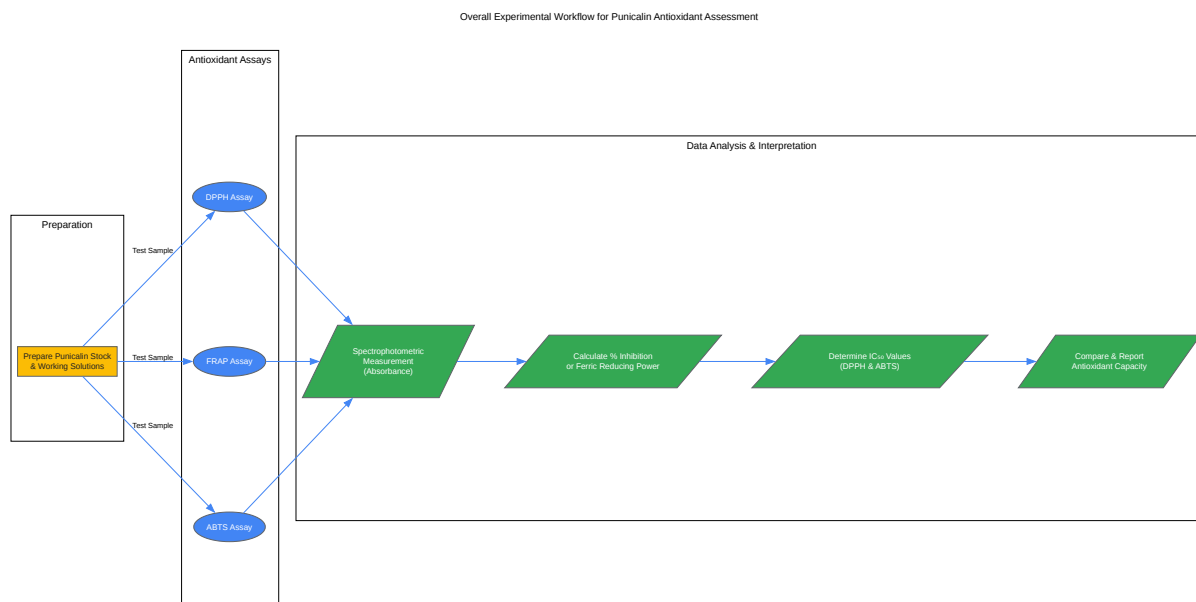 Overall Experimental Workflow for Punicalin Antioxidant Assessment
Preparation
Prepare Punicalin Stock
& Working Solutions
Test Sample
Test Sample
Test Sample
Antioxidant Assays
DPPH Assay
FRAP Assay
ABTS Assay
Data Analysis & Interpretation
Spectrophotometric
Measurement
(Absorbance)
Calculate % Inhibition
or Ferric Reducing Power
Determine IC₅₀ Values
(DPPH & ABTS)
Compare & Report
Antioxidant Capacity